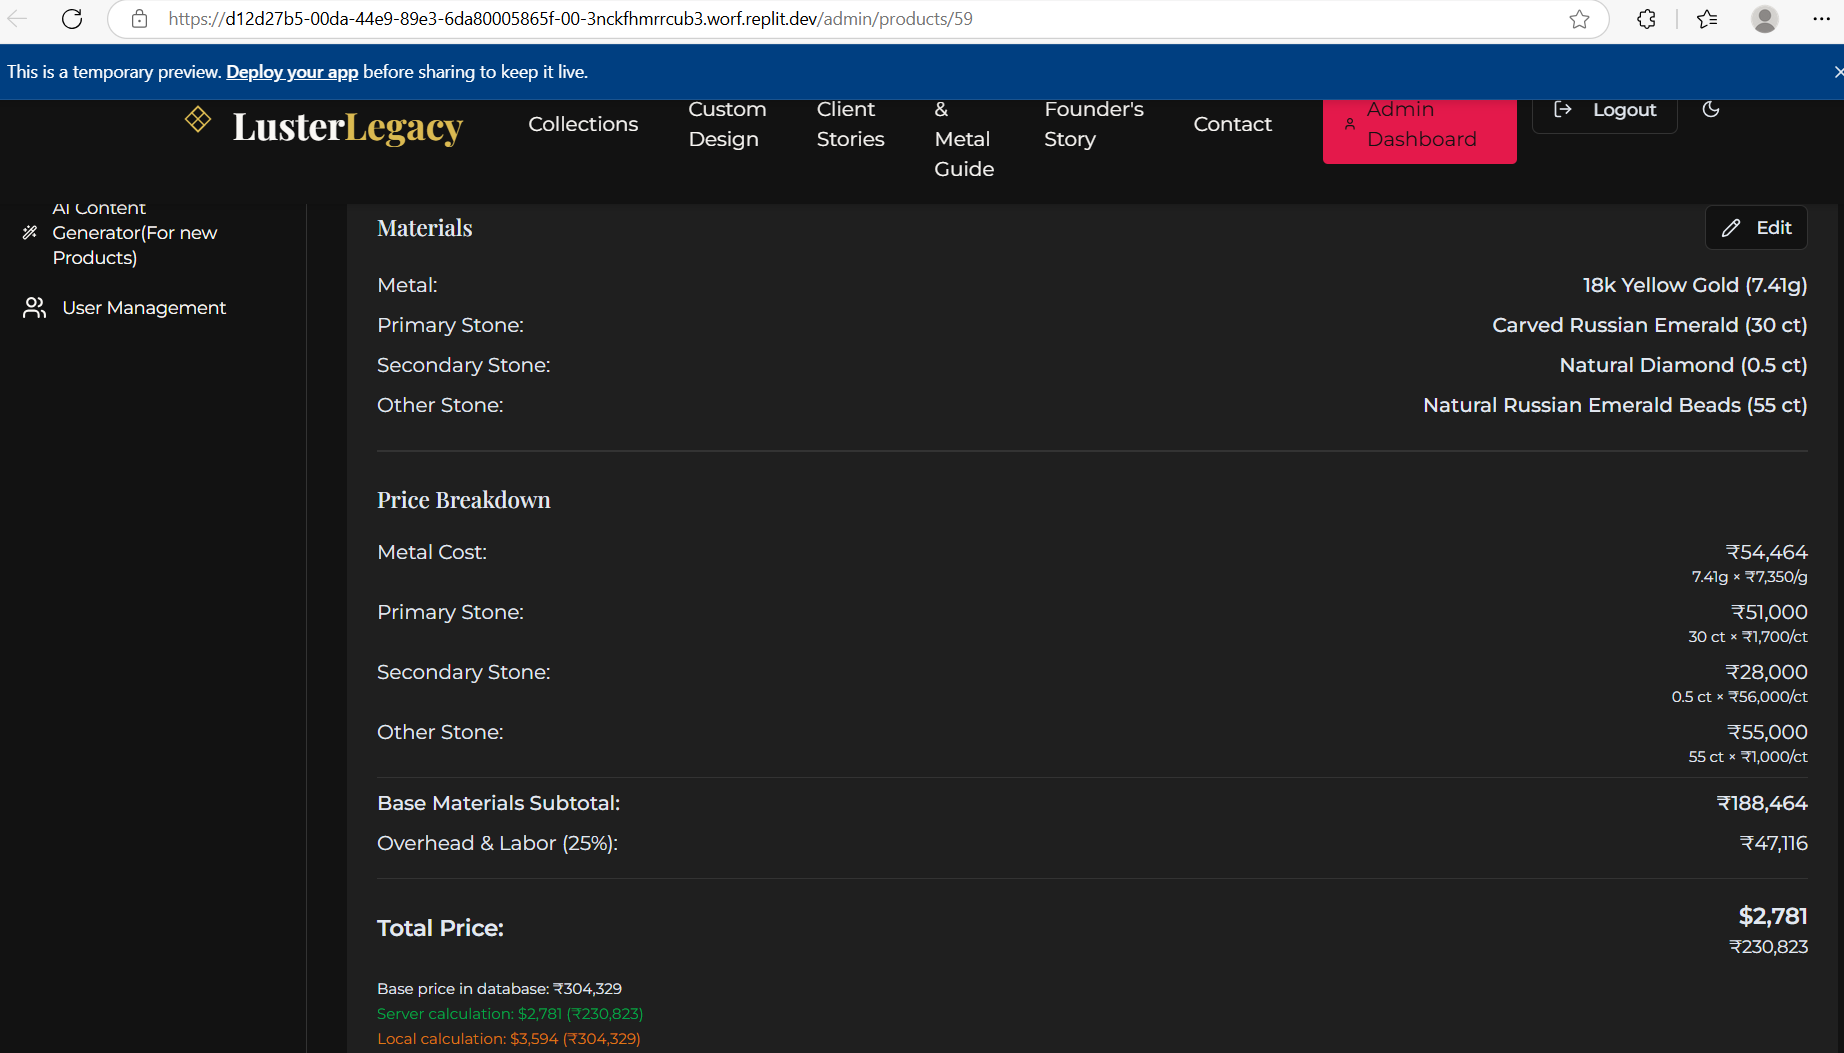 https://d12d27b5-00da-44e9-89e3-6da80005865f-00-3nckfhmrrcub3.worf.replit.dev/admin/products/59
This is a temporary preview. Deploy your app before sharing to keep it live.
LusterLegacy
Collections
Custom
Design
Client
Stories
&
Metal
Guide
Founder's
Story
Contact
Admin
Dashboard
Logout
AI Content
Generator(For new
Products)
User Management
Materials
Edit
Metal: 18k Yellow Gold (7.41g)
Primary Stone: Carved Russian Emerald (30 ct)
Secondary Stone: Natural Diamond (0.5 ct)
Other Stone: Natural Russian Emerald Beads (55 ct)
Price Breakdown
Metal Cost: ₹54,464
7.41g × ₹7,350/g
Primary Stone: ₹51,000
30 ct × ₹1,700/ct
Secondary Stone: ₹28,000
0.5 ct × ₹56,000/ct
Other Stone: ₹55,000
55 ct × ₹1,000/ct
Base Materials Subtotal: ₹188,464
Overhead & Labor (25%): ₹47,116
Total Price: $2,781
₹230,823
Base price in database: ₹304,329
Server calculation: $2,781 (₹230,823)
Local calculation: $3,594 (₹304,329)